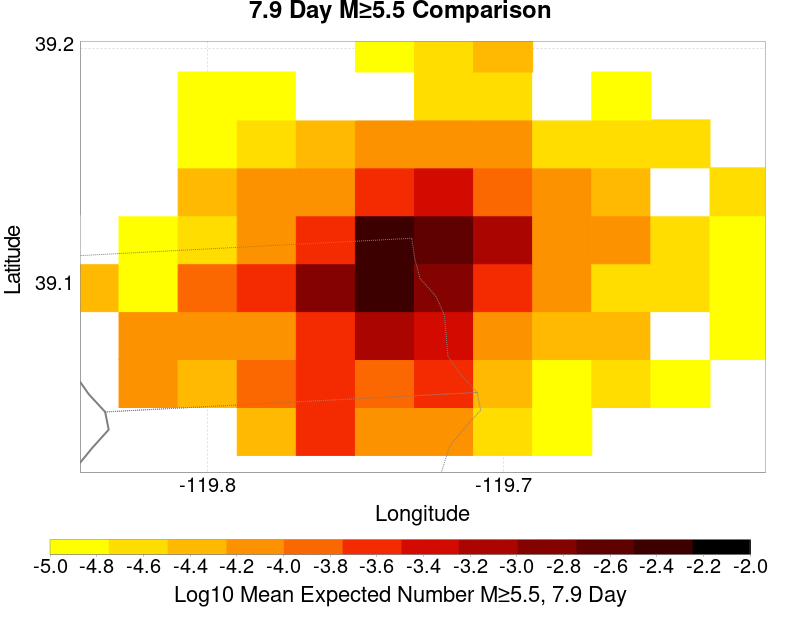 7.9 Day M≥5.5 Comparison
39.2
39.1
Latitude
-119.8 -119.7
Longitude
-5.0 -4.8 -4.6 -4.4 -4.2 -4.0 -3.8 -3.6 -3.4 -3.2 -3.0 -2.8 -2.6 -2.4 -2.2 -2.0
Log10 Mean Expected Number M≥5.5, 7.9 Day